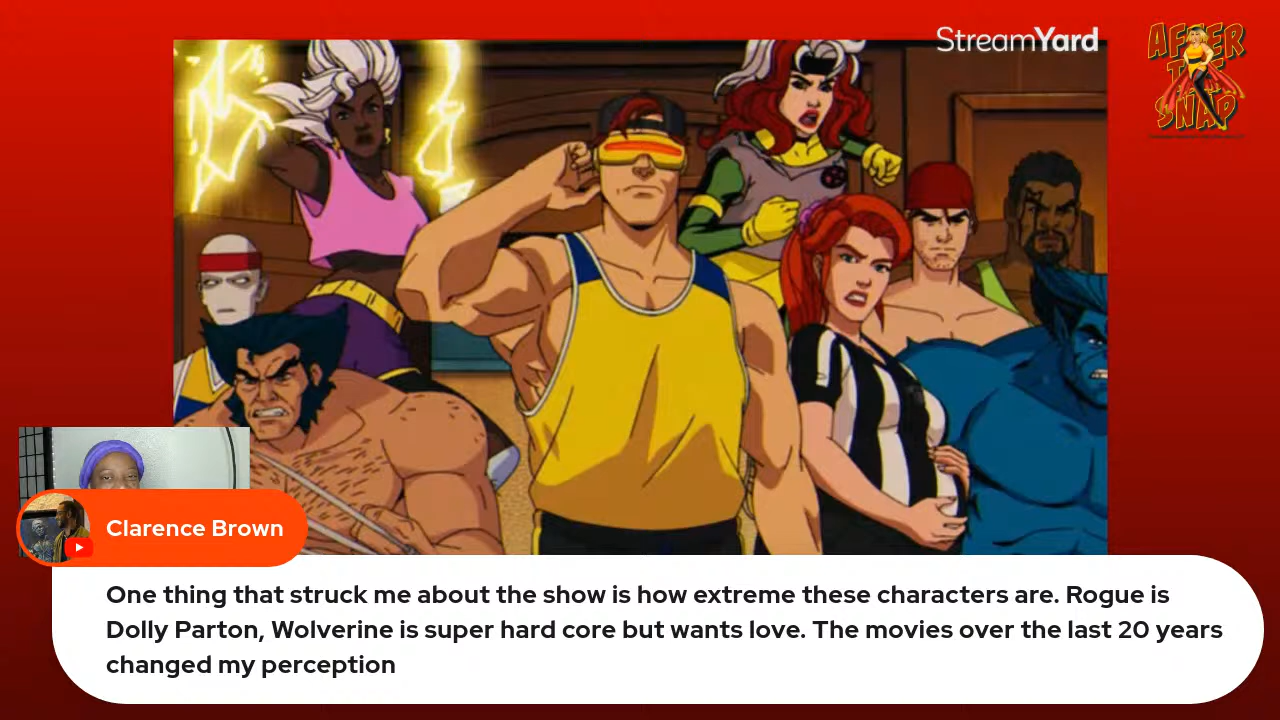 StreamYard
AFTER
THE
SNAP
Clarence Brown
One thing that struck me about the show is how extreme these characters are. Rogue is
Dolly Parton, Wolverine is super hard core but wants love. The movies over the last 20 years
changed my perception